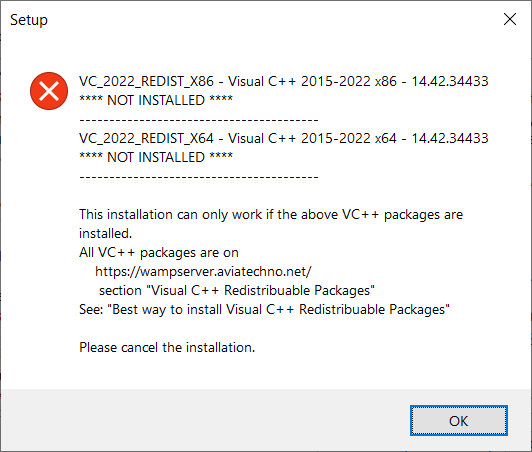 Setup
VC_2022_REDIST_X86 - Visual C++ 2015-2022 x86 - 14.42.34433
**** NOT INSTALLED ****
----------------------------------------
VC_2022_REDIST_X64 - Visual C++ 2015-2022 x64 - 14.42.34433
**** NOT INSTALLED ****
----------------------------------------
This installation can only work if the above VC++ packages are
installed.
All VC++ packages are on
https://wampserver.aviatechno.net/
section "Visual C++ Redistribuable Packages"
See: "Best way to install Visual C++ Redistribuable Packages"
Please cancel the installation.
OK